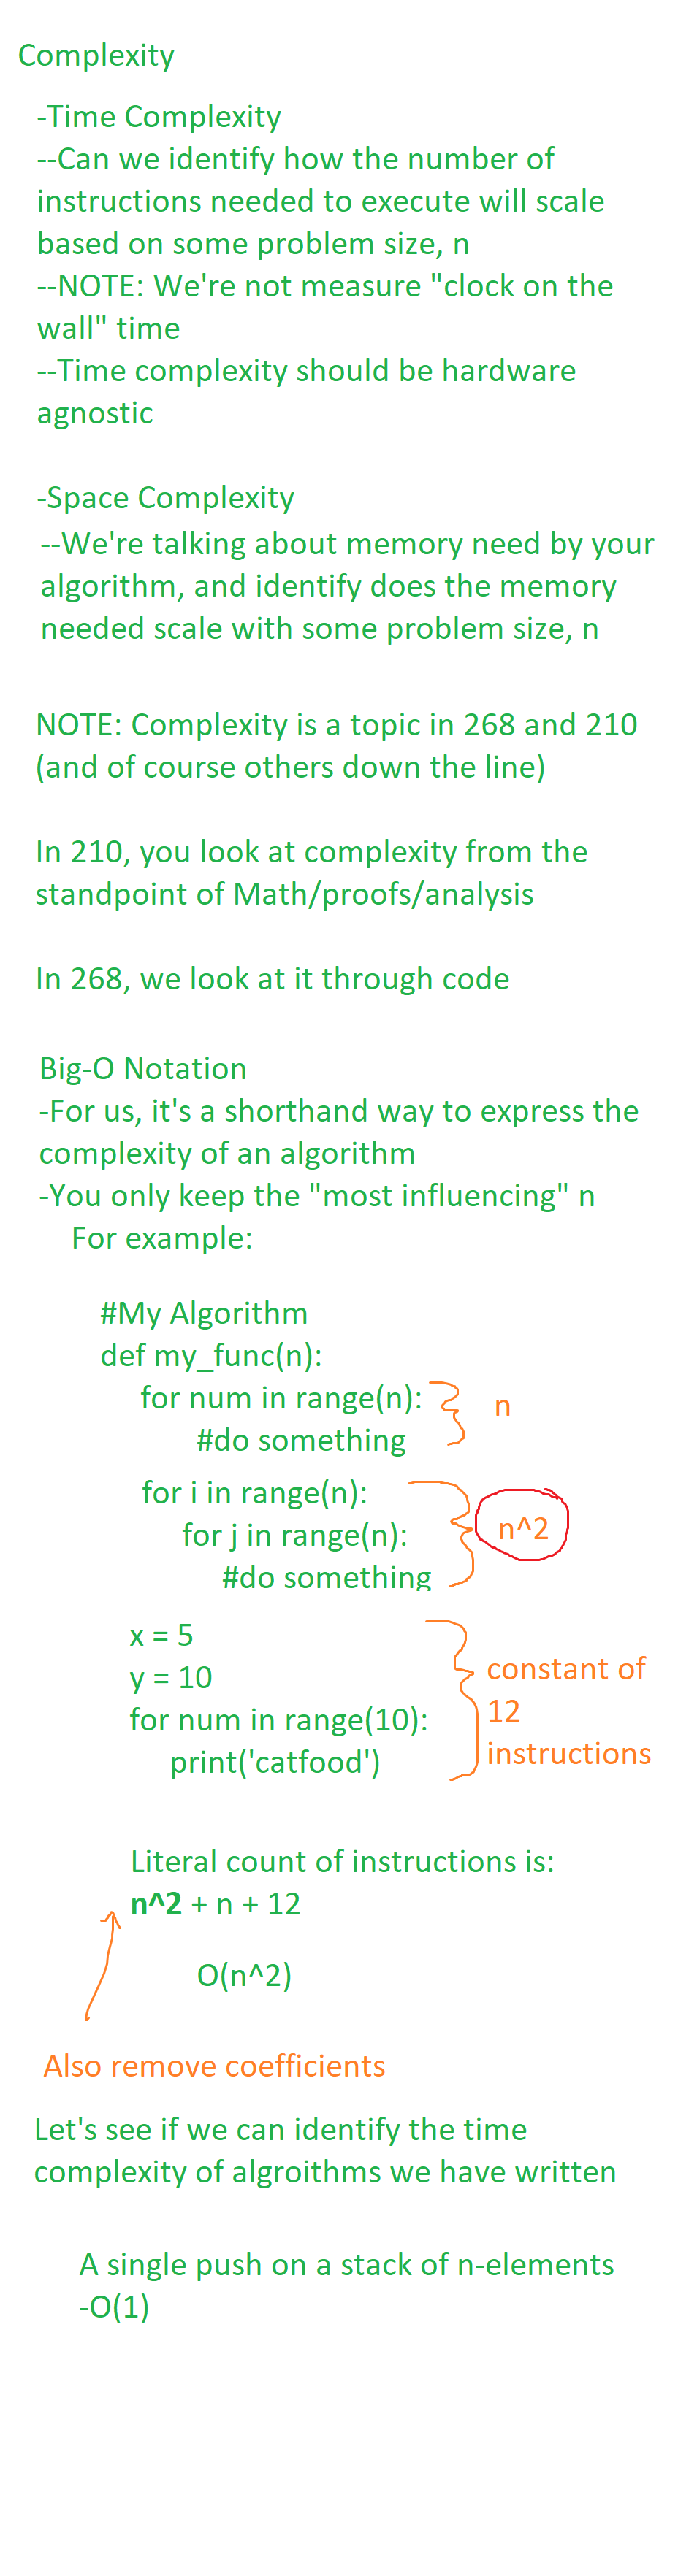 Complexity
-Time Complexity
--Can we identify how the number of
instructions needed to execute will scale
based on some problem size, n
--NOTE: We're not measure "clock on the
wall" time
--Time complexity should be hardware
agnostic
-Space Complexity
--We're talking about memory need by your
algorithm, and identify does the memory
needed scale with some problem size, n
NOTE: Complexity is a topic in 268 and 210
(and of course others down the line)
In 210, you look at complexity from the
standpoint of Math/proofs/analysis
In 268, we look at it through code
Big-O Notation
-For us, it's a shorthand way to express the
complexity of an algorithm
-You only keep the "most influencing" n
For example:
#My Algorithm
def my_func(n):
for num in range(n):
n
#do something
for i in range(n):
for j in range(n):
n^2
#do something
x = 5
y = 10
for num in range(10):
print('catfood')
constant of
12
instructions
Literal count of instructions is:
n^2 + n + 12
O(n^2)
Also remove coefficients
Let's see if we can identify the time
complexity of algroithms we have written
A single push on a stack of n-elements
-O(1)